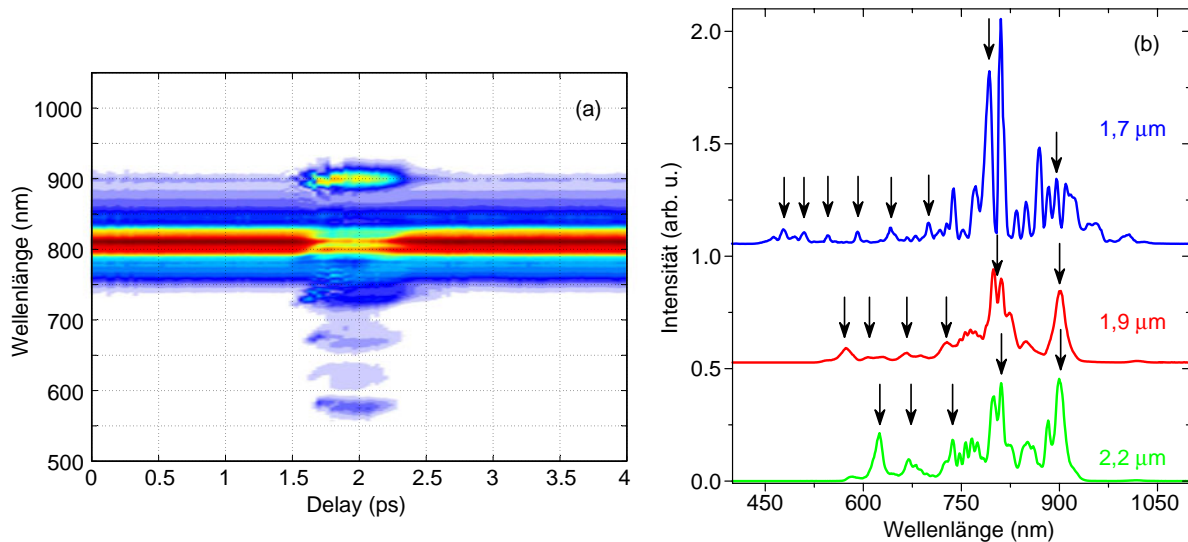 (a)
Wellenlänge (nm)
1000
900
800
700
600
500
0
0.5
1
1.5
2
2.5
3
3.5
4
Delay (ps)
(b)
Intensität (arb. u.)
2.0
1.5
1.0
0.5
0.0
1,7 µm
1,9 µm
2,2 µm
450
600
750
900
1050
Wellenlänge (nm)